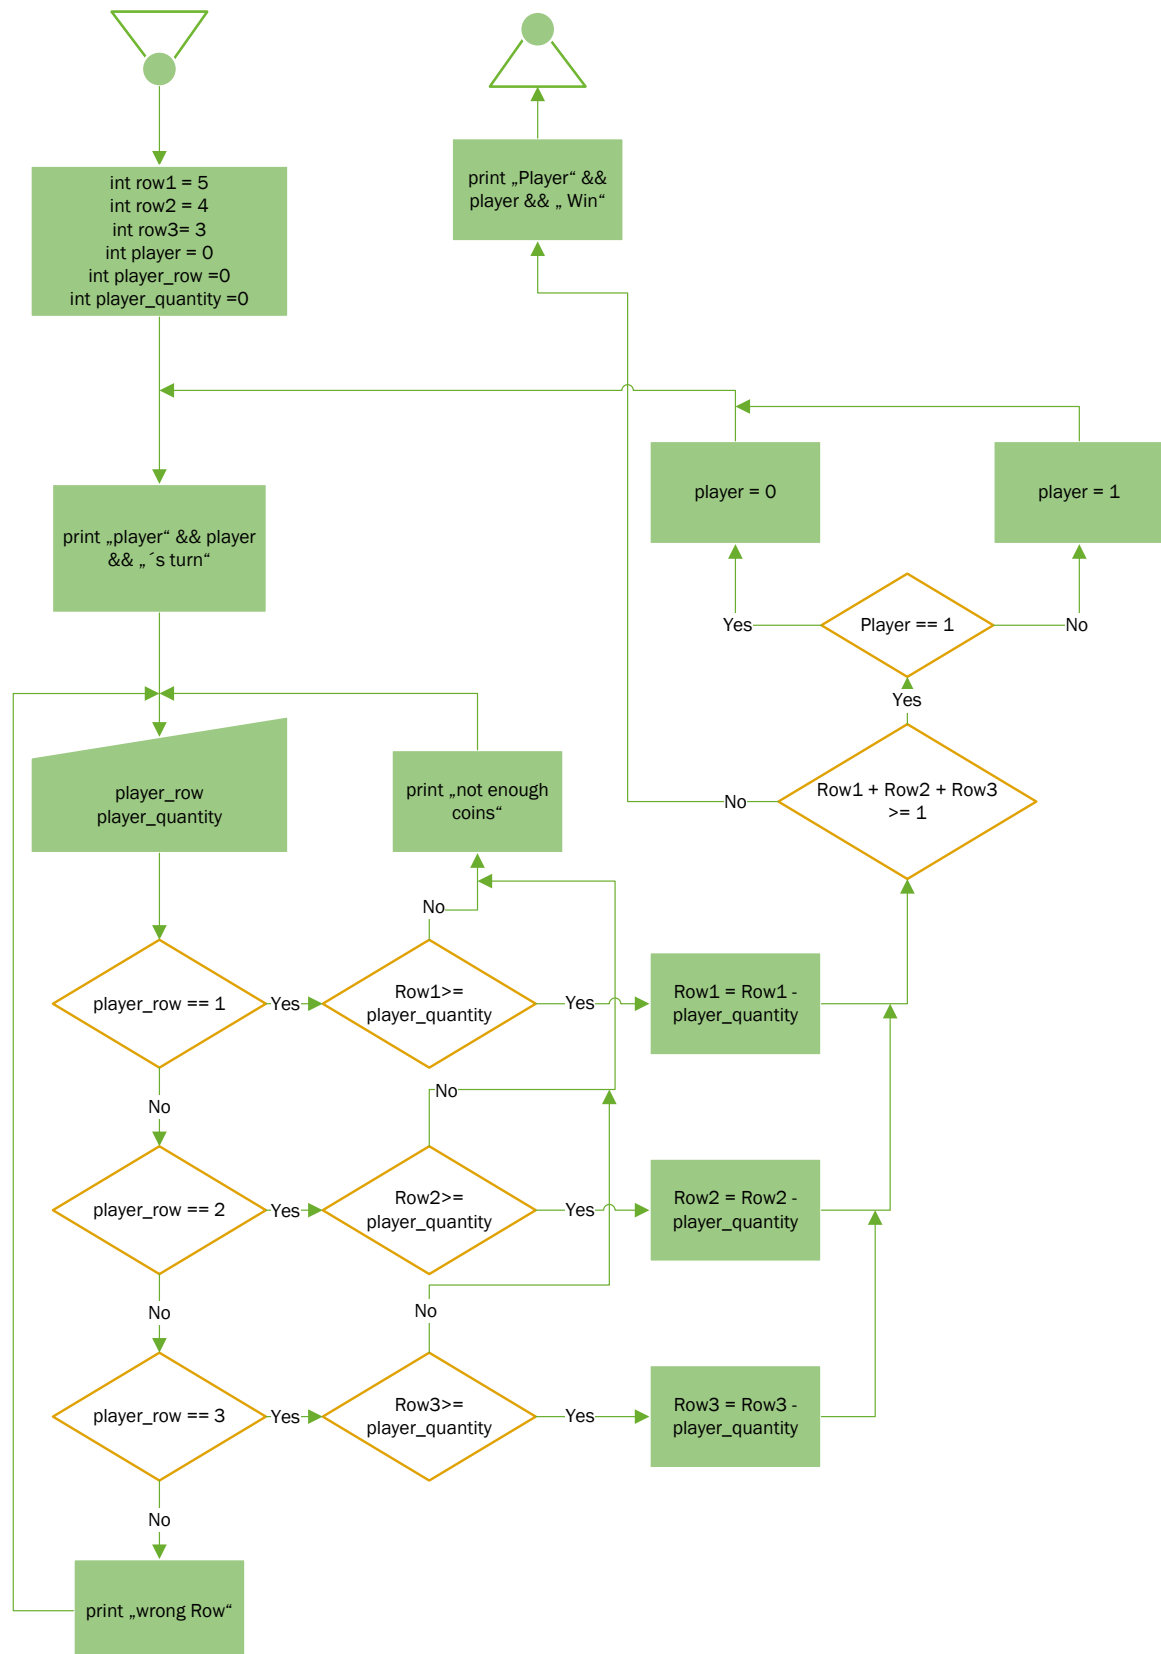 int row1 = 5
int row2 = 4
int row3= 3
int player = 0
int player_row =0
int player_quantity =0
print „Player“ &&
player && „ Win“
player = 0
player = 1
print „player“ && player
&& „ ´s turn“
Yes
Player == 1
No
Yes
player_row
player_quantity
print „not enough
coins“
No
Row1 + Row2 + Row3
>= 1
No
player_row == 1
Yes
Row1>=
player_quantity
Yes
Row1 = Row1 -
player_quantity
No
No
player_row == 2
Yes
Row2>=
player_quantity
Yes
Row2 = Row2 -
player_quantity
No
No
player_row == 3
Yes
Row3>=
player_quantity
Yes
Row3 = Row3 -
player_quantity
No
print „wrong Row“